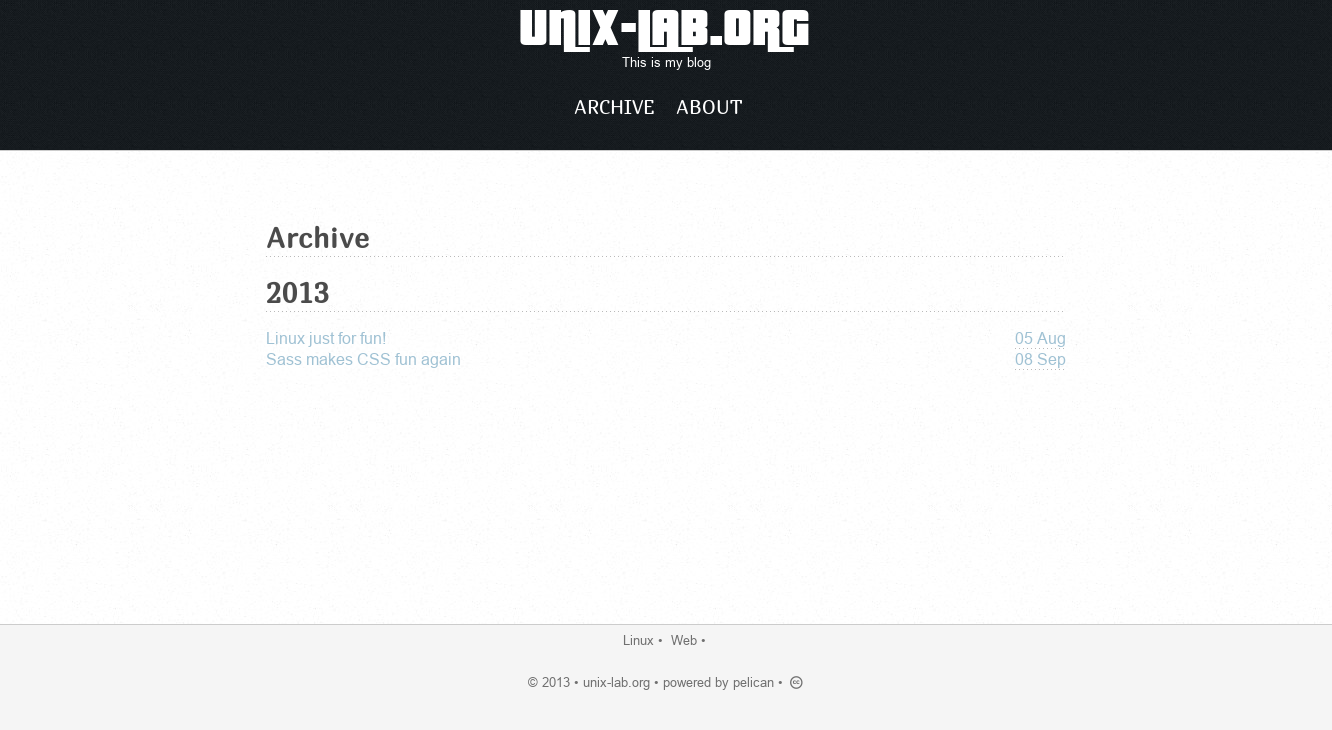 UNIX-LAB.ORG
This is my blog
ARCHIVE ABOUT
Archive
2013
Linux just for fun! 05 Aug
Sass makes CSS fun again 08 Sep
Linux • Web •
© 2013 • unix-lab.org • powered by pelican • cc